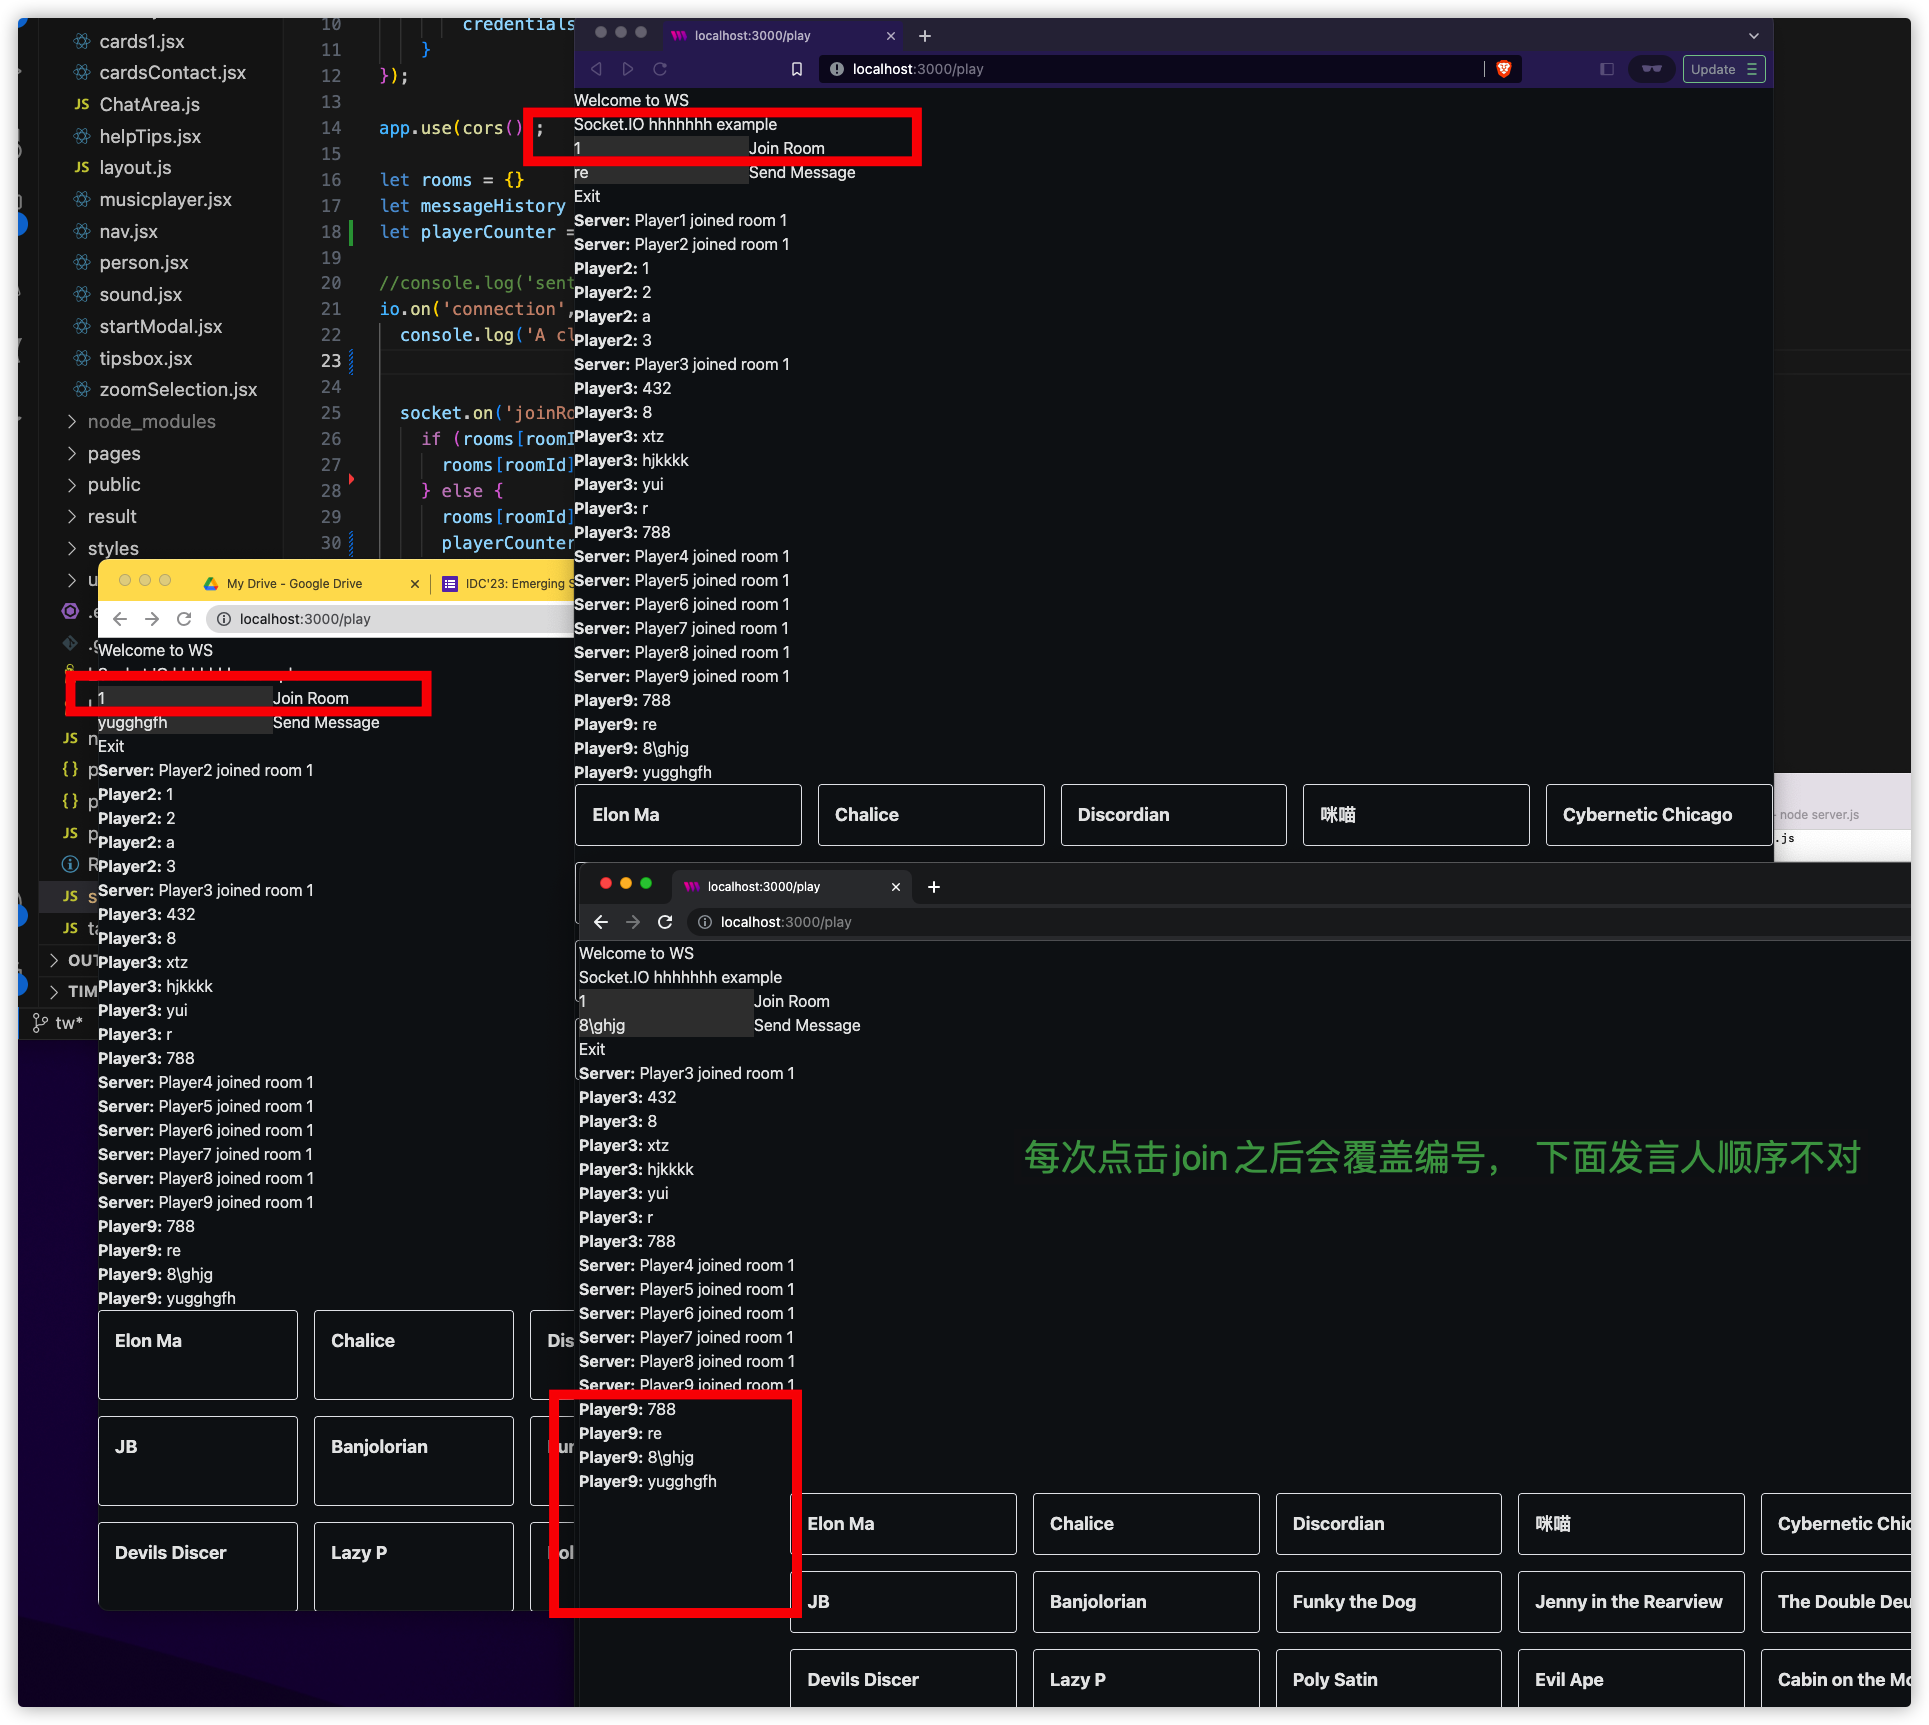 cards1.jsx
cardsContact.jsx
JS ChatArea.js
helpTips.jsx
JS layout.js
musicplayer.jsx
nav.jsx
person.jsx
sound.jsx
startModal.jsx
tipsbox.jsx
zoomSelection.jsx
node_modules
pages
public
result
styles
u
JS n
{} p
{} p
JS p
R
JS s
JS ta
OUT
TIM
tw*
10 credentials
11 }
12 });
13
14 app.use(cors() ;
15
16 let rooms = {}
17 let messageHistory
18 let playerCounter =
19
20 //console.log('sent
21 io.on('connection',
22 console.log('A cl
23
24
25 socket.on('joinRo
26 if (rooms[roomI
27 rooms[roomId]
28 } else {
29 rooms[roomId]
30 playerCounter
localhost:3000/play
localhost:3000/play
Update
Welcome to WS
Socket.IO hhhhhhh example
1 Join Room
re Send Message
Exit
Server: Player1 joined room 1
Server: Player2 joined room 1
Player2: 1
Player2: 2
Player2: a
Player2: 3
Server: Player3 joined room 1
Player3: 432
Player3: 8
Player3: xtz
Player3: hjkkkk
Player3: yui
Player3: r
Player3: 788
Server: Player4 joined room 1
Server: Player5 joined room 1
Server: Player6 joined room 1
Server: Player7 joined room 1
Server: Player8 joined room 1
Server: Player9 joined room 1
Player9: 788
Player9: re
Player9: 8\ghjg
Player9: yugghgfh
Elon Ma Chalice Discordian 咪喵 Cybernetic Chicago
node server.js
.js
My Drive - Google Drive
IDC'23: Emerging S
localhost:3000/play
Welcome to WS
1 Join Room
yugghgfh Send Message
Exit
Server: Player2 joined room 1
Player2: 1
Player2: 2
Player2: a
Player2: 3
Server: Player3 joined room 1
Player3: 432
Player3: 8
Player3: xtz
Player3: hjkkkk
Player3: yui
Player3: r
Player3: 788
Server: Player4 joined room 1
Server: Player5 joined room 1
Server: Player6 joined room 1
Server: Player7 joined room 1
Server: Player8 joined room 1
Server: Player9 joined room 1
Player9: 788
Player9: re
Player9: 8\ghjg
Player9: yugghgfh
Elon Ma Chalice Dis
JB Banjolorian
Devils Discer Lazy P
localhost:3000/play
localhost:3000/play
Welcome to WS
Socket.IO hhhhhhh example
1 Join Room
8\ghjg Send Message
Exit
Server: Player3 joined room 1
Player3: 432
Player3: 8
Player3: xtz
Player3: hjkkkk
Player3: yui
Player3: r
Player3: 788
Server: Player4 joined room 1
Server: Player5 joined room 1
Server: Player6 joined room 1
Server: Player7 joined room 1
Server: Player8 joined room 1
Server: Player9 joined room 1
Player9: 788
Player9: re
Player9: 8\ghjg
Player9: yugghgfh
每次点击join之后会覆盖编号， 下面发言人顺序不对
Elon Ma Chalice Discordian 咪喵 Cybernetic Chic
JB Banjolorian Funky the Dog Jenny in the Rearview The Double Deu
Devils Discer Lazy P Poly Satin Evil Ape Cabin on the Mo